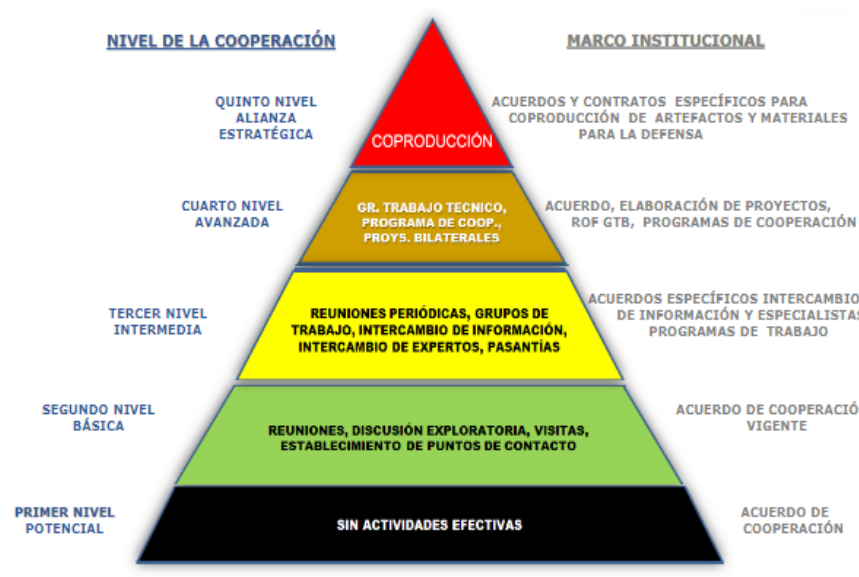 NIVEL DE LA COOPERACIÓN
MARCO INSTITUCIONAL
QUINTO NIVEL
ALIANZA
ESTRATÉGICA
COPRODUCCIÓN
ACUERDOS Y CONTRATOS ESPECÍFICOS PARA
COPRODUCCIÓN DE ARTEFACTOS Y MATERIALES
PARA LA DEFENSA
CUARTO NIVEL
AVANZADA
GR. TRABAJO TECNICO,
PROGRAMA DE COOP.,
PROYS. BILATERALES
ACUERDO, ELABORACIÓN DE PROYECTOS,
ROF GTB, PROGRAMAS DE COOPERACIÓN
TERCER NIVEL
INTERMEDIA
REUNIONES PERIÓDICAS, GRUPOS DE
TRABAJO, INTERCAMBIO DE INFORMACIÓN,
INTERCAMBIO DE EXPERTOS, PASANTÍAS
ACUERDOS ESPECÍFICOS INTERCAMBIO
DE INFORMACIÓN Y ESPECIALISTAS
PROGRAMAS DE TRABAJO
SEGUNDO NIVEL
BÁSICA
REUNIONES, DISCUSIÓN EXPLORATORIA, VISITAS,
ESTABLECIMIENTO DE PUNTOS DE CONTACTO
ACUERDO DE COOPERACIÓ
VIGENTE
PRIMER NIVEL
POTENCIAL
SIN ACTIVIDADES EFECTIVAS
ACUERDO DE
COOPERACIÓN